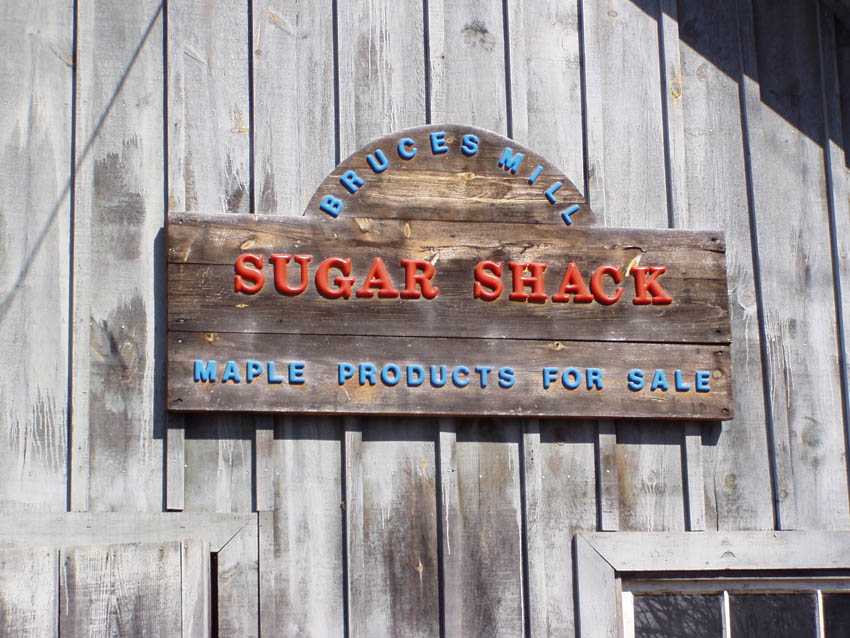 BRUCES MILL
SUGAR SHACK
MAPLE PRODUCTS FOR SALE